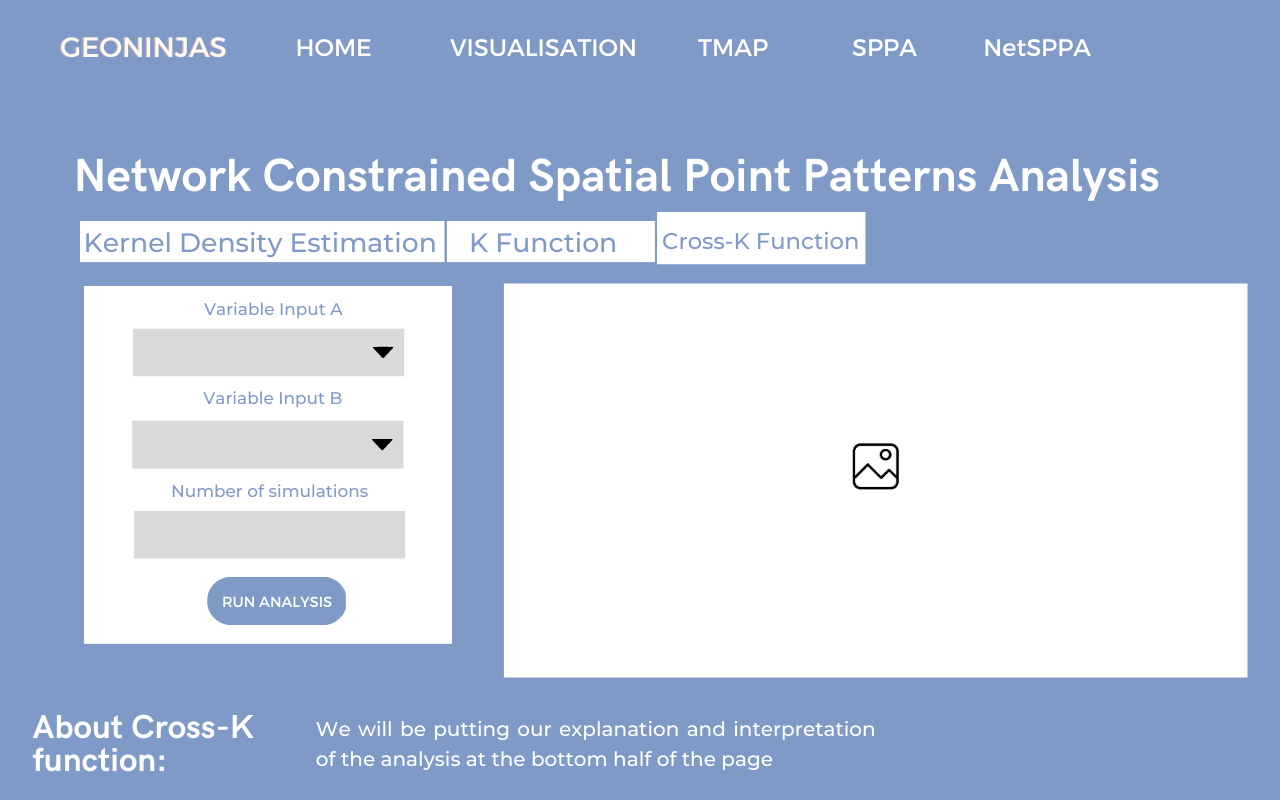 GEONINJAS HOME VISUALISATION TMAP SPPA NetSPPA
Network Constrained Spatial Point Patterns Analysis
Kernel Density Estimation K Function Cross-K Function
Variable Input A
Variable Input B
Number of simulations
RUN ANALYSIS
About Cross-K
function:
We will be putting our explanation and interpretation
of the analysis at the bottom half of the page